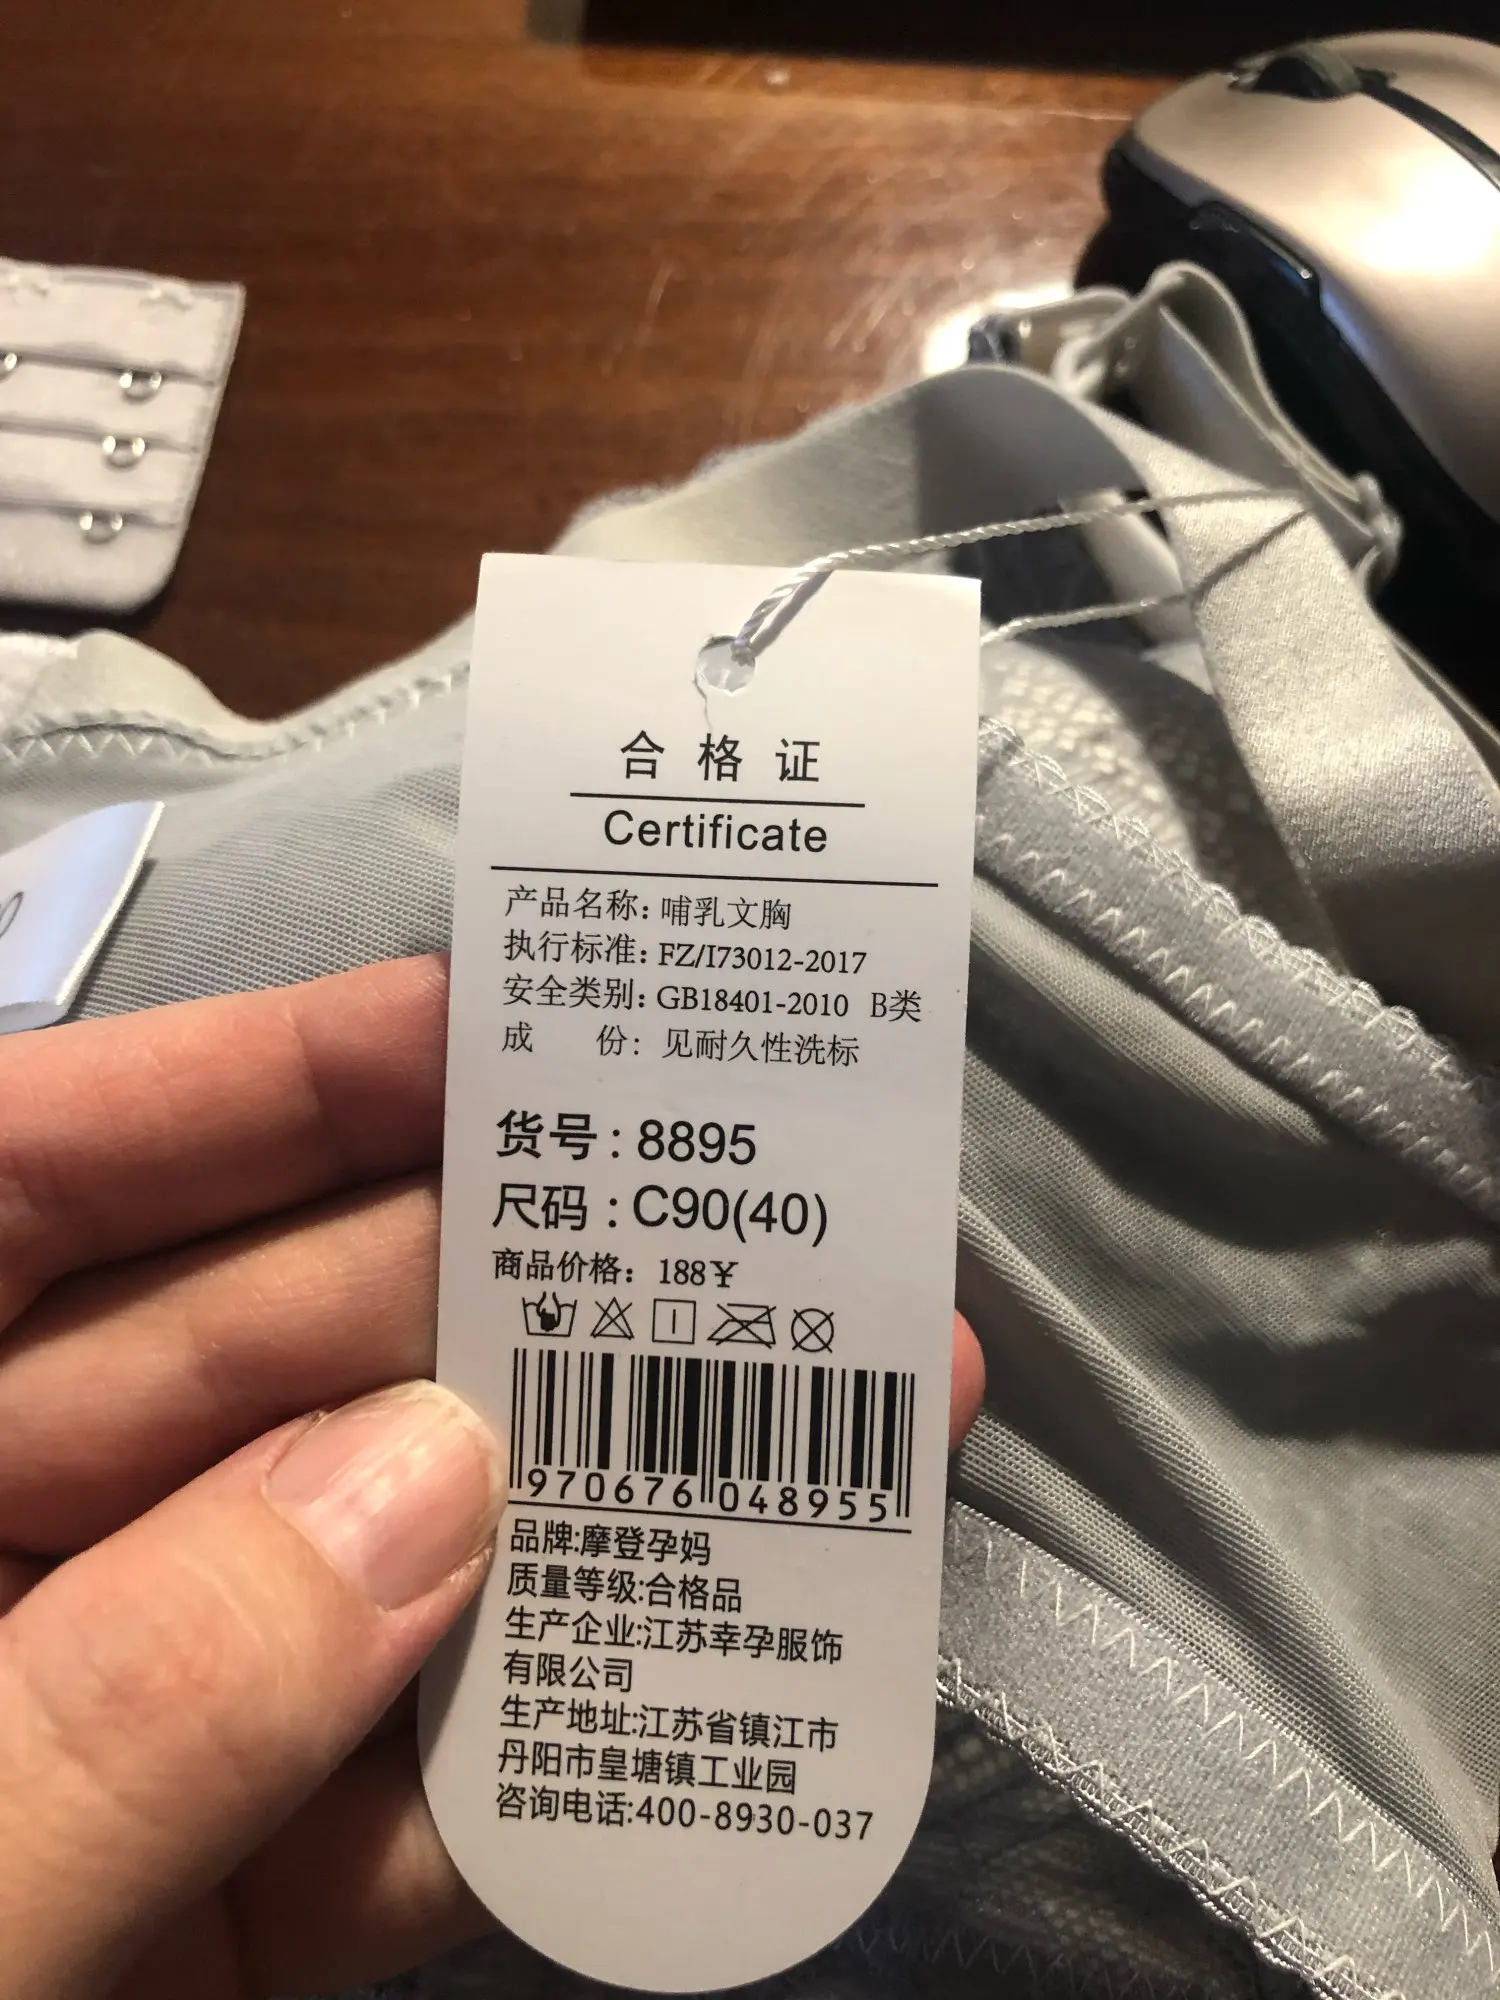 合格证
Certificate
产品名称: 哺乳文胸
执行标准: FZ/I73012-2017
安全类别: GB18401-2010 B类
成 份: 见耐久性洗标
货号: 8895
尺码: C90(40)
商品价格: 188¥
970676 048955
品牌:摩登孕妈
质量等级:合格品
生产企业:江苏幸孕服饰
有限公司
生产地址:江苏省镇江市
丹阳市皇塘镇工业园
咨询电话:400-8930-037